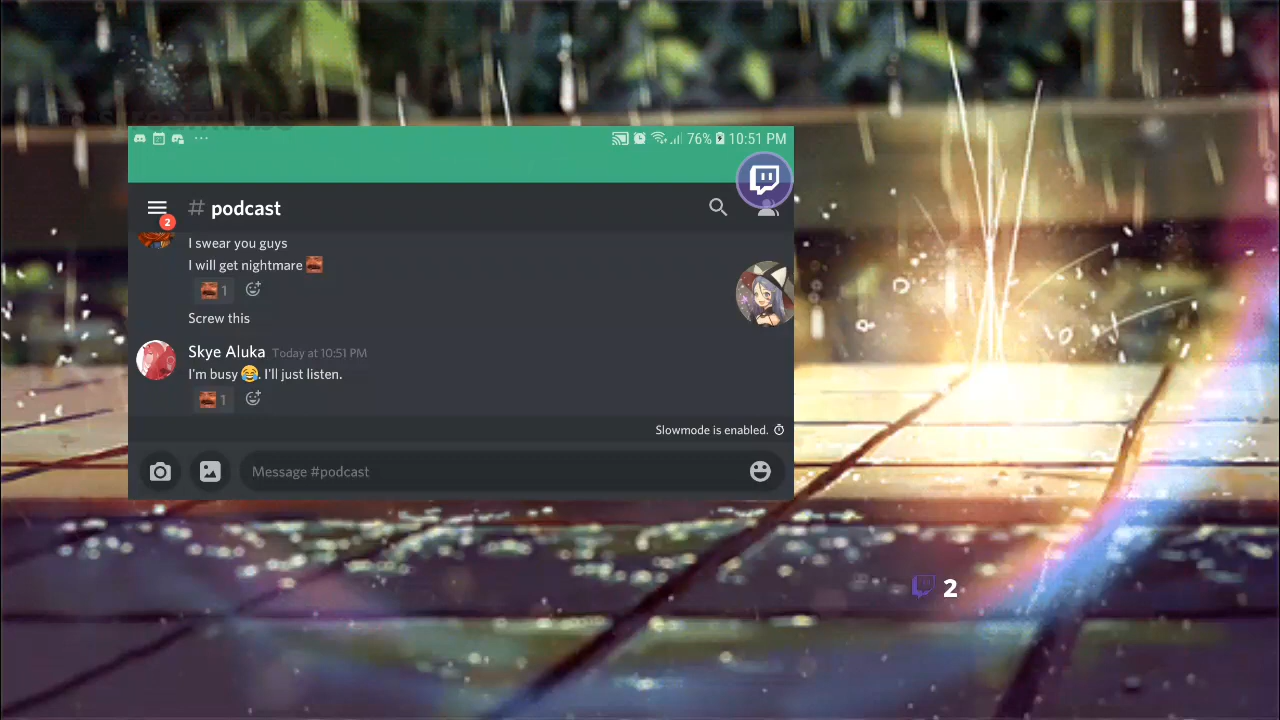 76% 10:51 PM
2
# podcast
I swear you guys
I will get nightmare
1
Screw this
Skye Aluka Today at 10:51 PM
I'm busy 😂. I'll just listen.
1
Slowmode is enabled.
Message #podcast
2